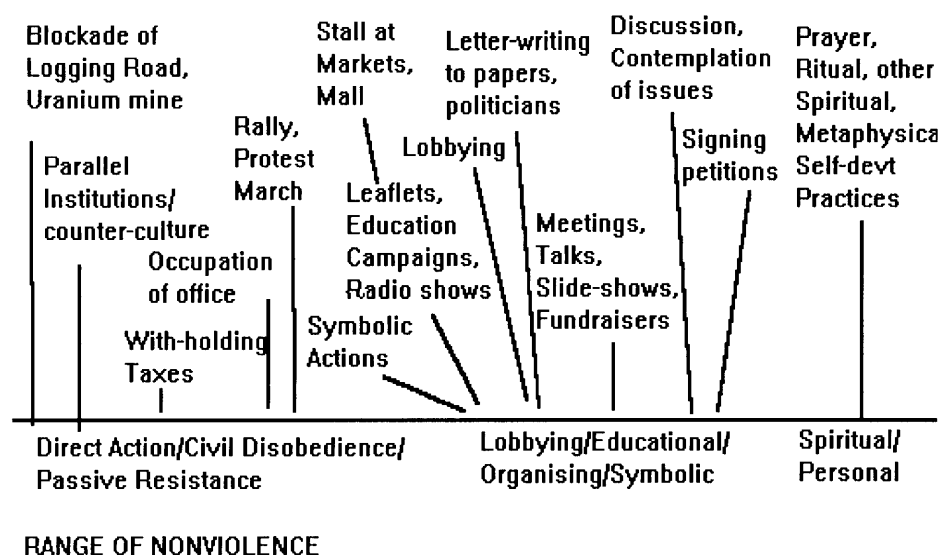 Blockade of
Logging Road,
Uranium mine
Parallel
Institutions/
counter-culture
Occupation
of office
With-holding
Taxes
Rally,
Protest
March
Stall at
Markets,
Mall
Leaflets,
Education
Campaigns,
Radio shows
Symbolic
Actions
Letter-writing
to papers,
politicians
Lobbying
Meetings,
Talks,
Slide-shows,
Fundraisers
Discussion,
Contemplation
of issues
Signing
petitions
Prayer,
Ritual, other
Spiritual,
Metaphysica
Self-devt
Practices
Direct Action/Civil Disobedience/
Passive Resistance
Lobbying/Educational/
Organising/Symbolic
Spiritual/
Personal
RANGE OF NONVIOLENCE